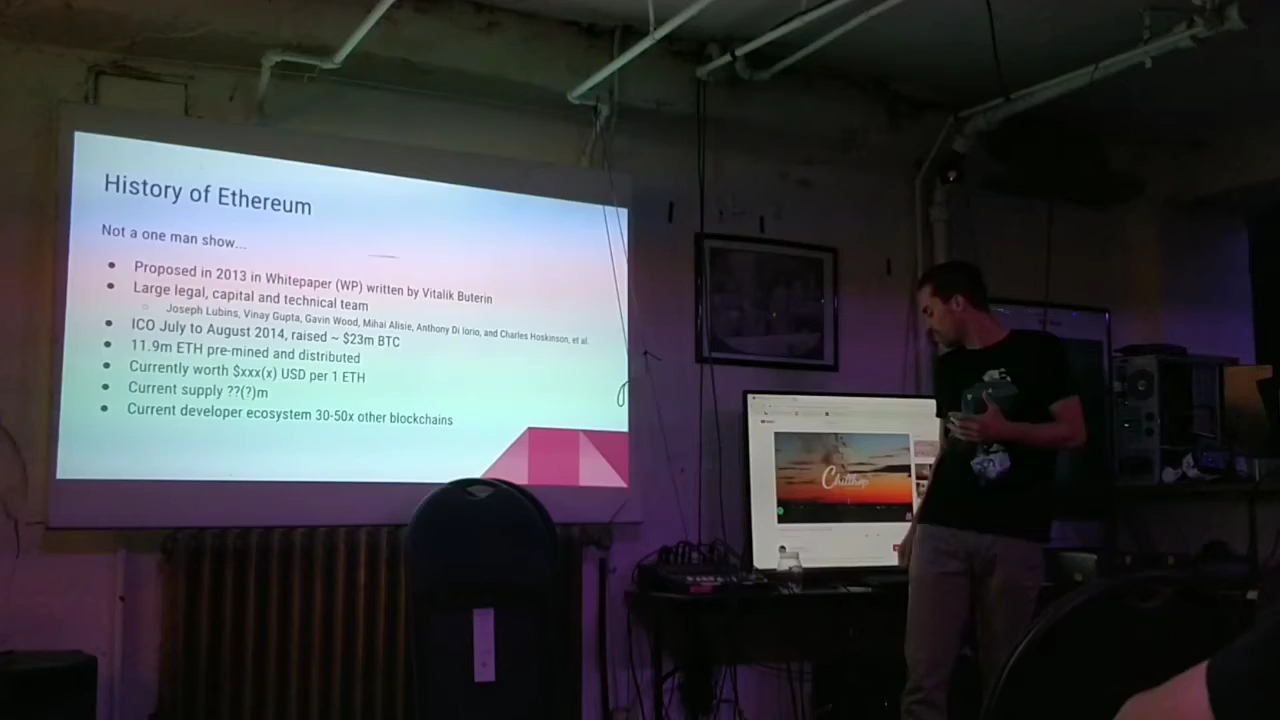 History of Ethereum
Not a one man show...
● Proposed in 2013 in Whitepaper (WP) written by Vitalik Buterin
● Large legal, capital and technical team
○ Joseph Lubins, Vinay Gupta, Gavin Wood, Mihai Alisie, Anthony Di Iorio, and Charles Hoskinson, et al.
● ICO July to August 2014, raised ~ $23m BTC
● 11.9m ETH pre-mined and distributed
● Currently worth $xxx(x) USD per 1 ETH
● Current supply ??(?)m
● Current developer ecosystem 30-50x other blockchains
Chillhop